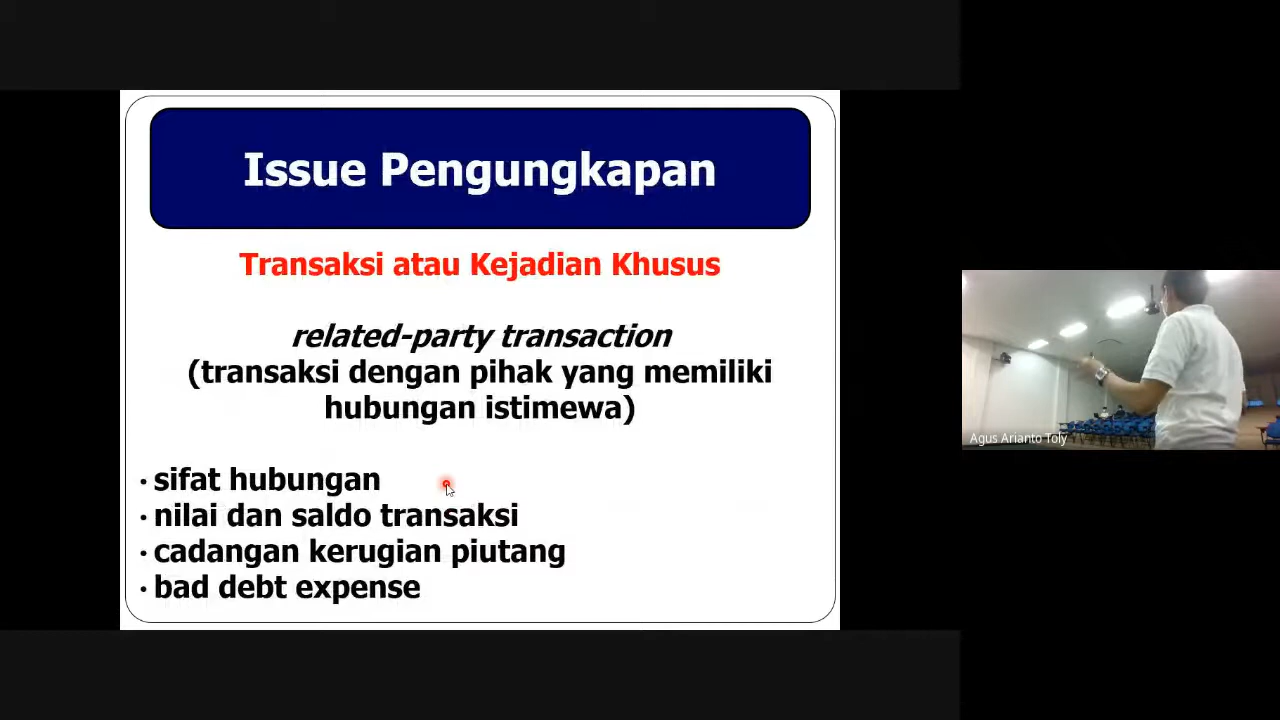 Issue Pengungkapan
Transaksi atau Kejadian Khusus
related-party transaction
(transaksi dengan pihak yang memiliki
hubungan istimewa)
· sifat hubungan
· nilai dan saldo transaksi
· cadangan kerugian piutang
· bad debt expense
Agus Arianto Toly